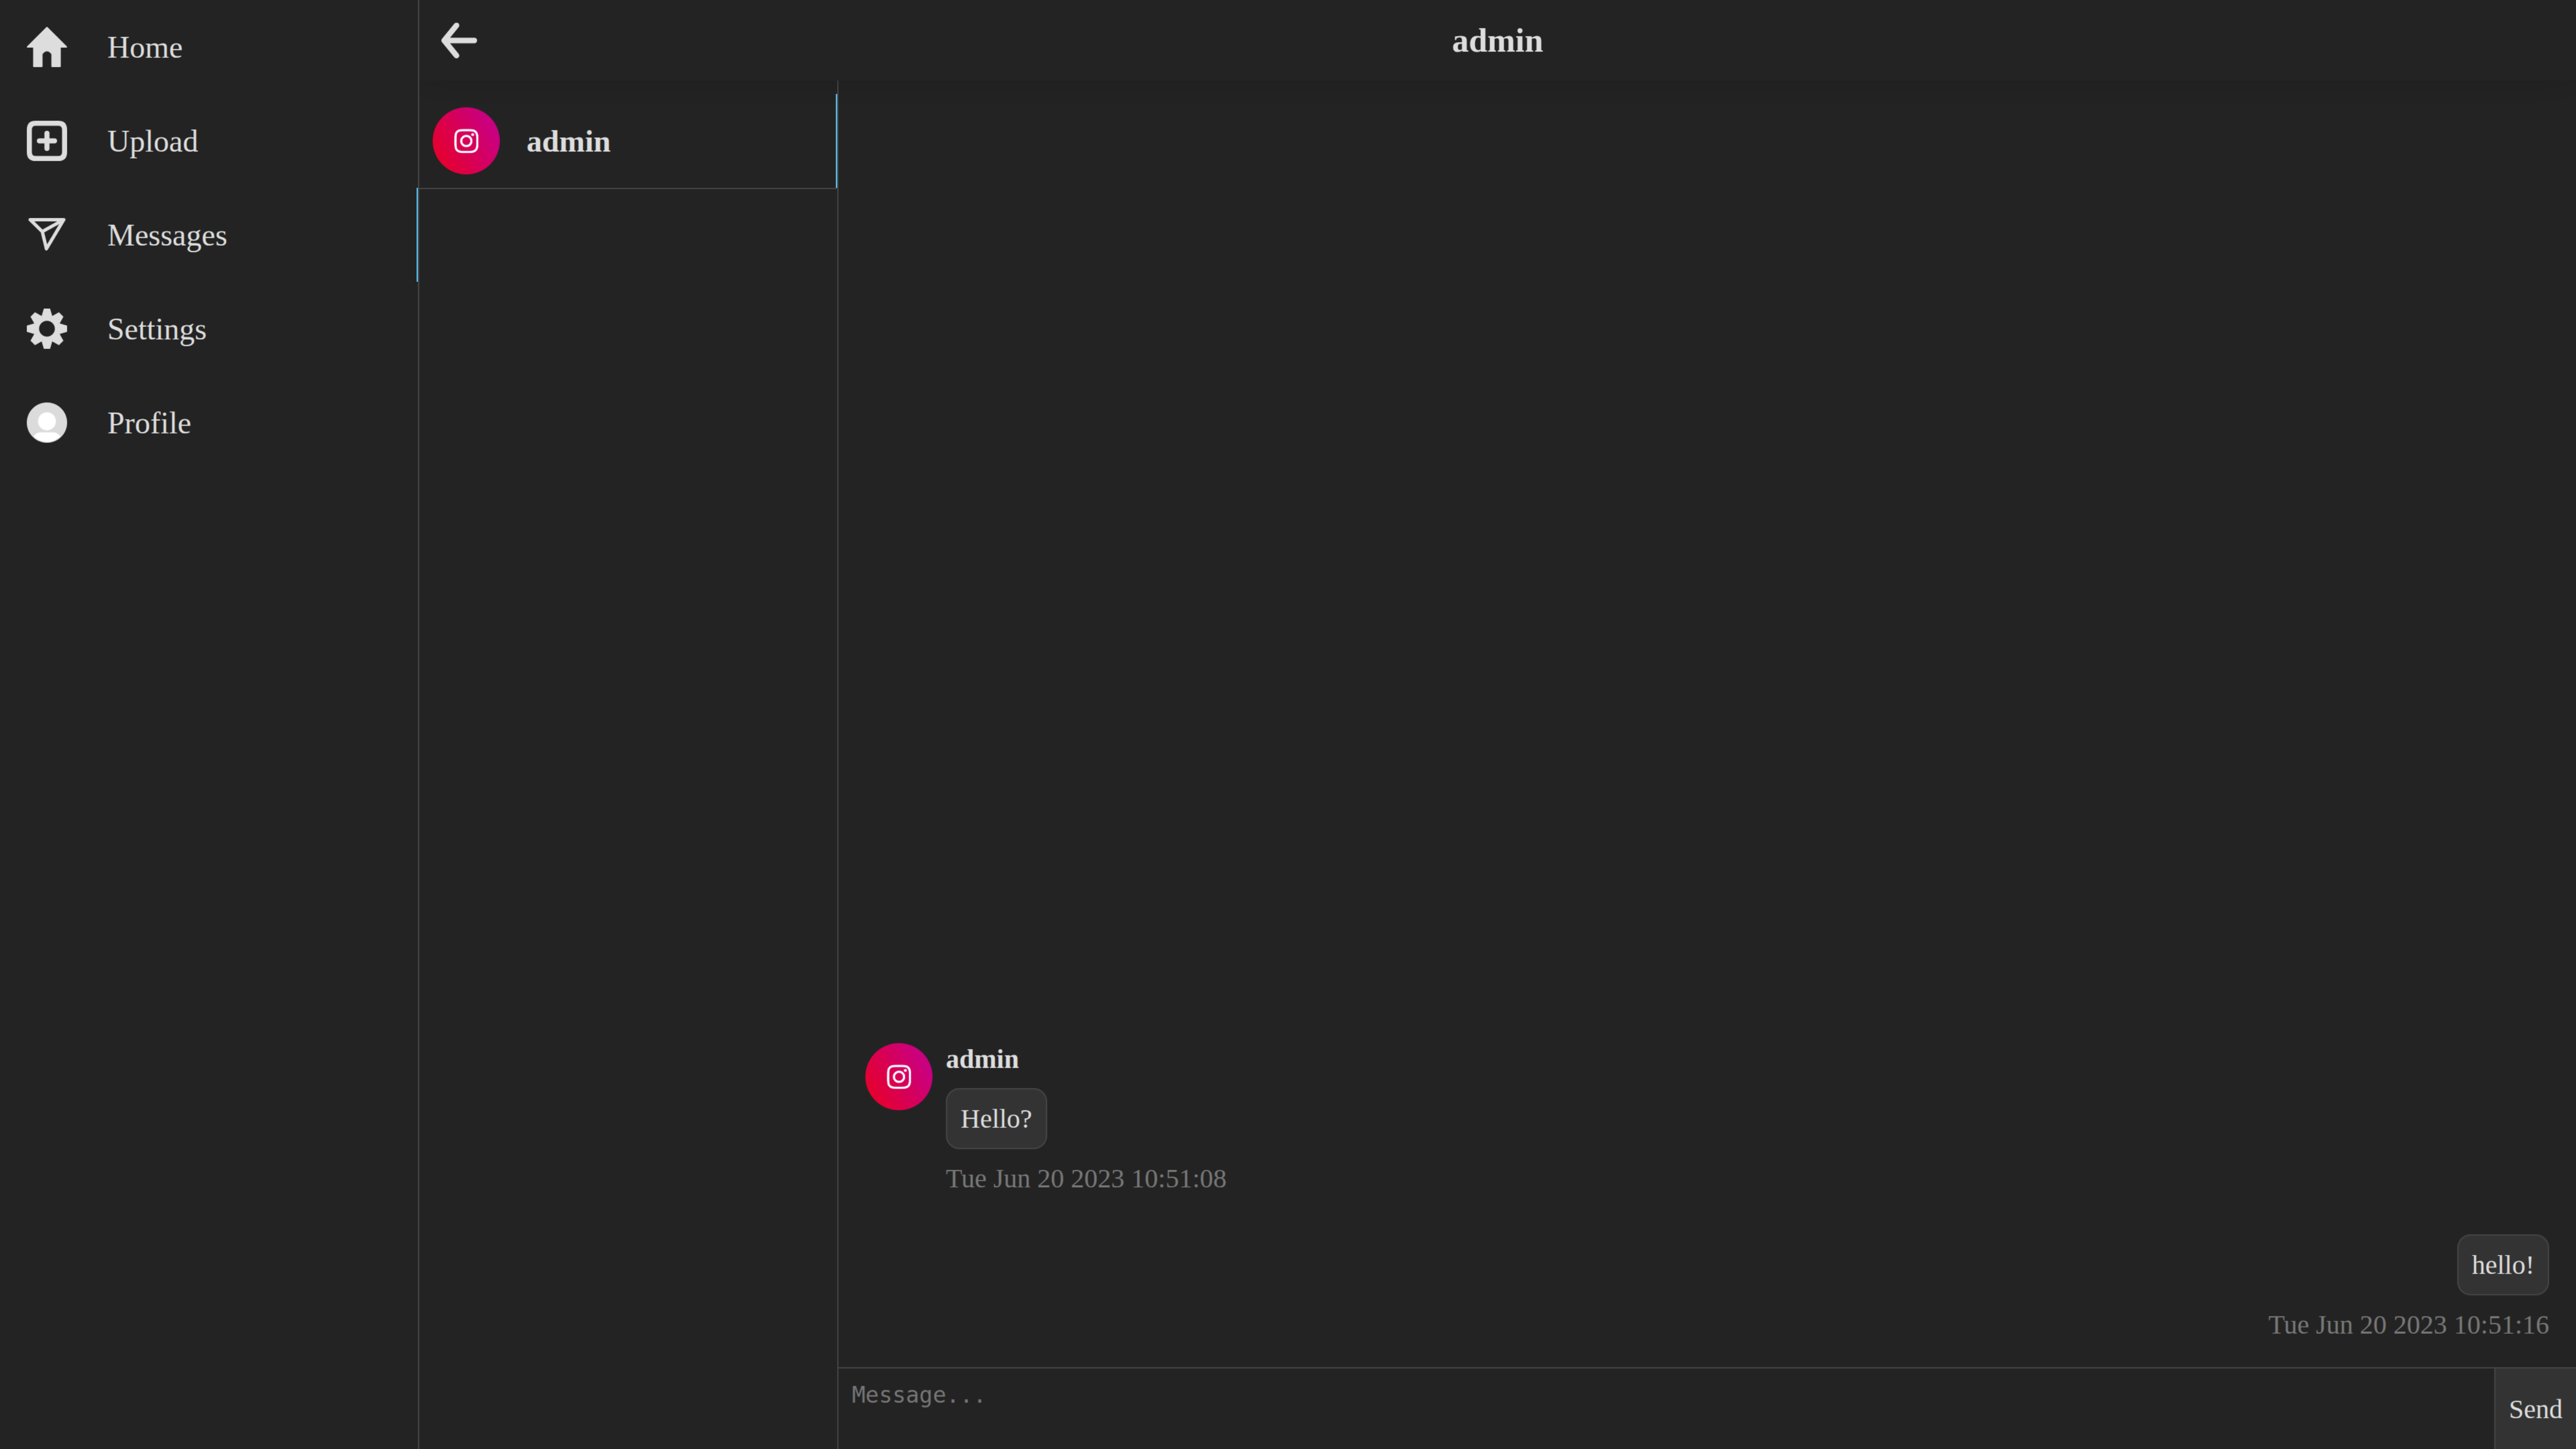 Home
Upload
Messages
Settings
Profile
admin
admin
admin
Hello?
Tue Jun 20 2023 10:51:08
hello!
Tue Jun 20 2023 10:51:16
Message...
Send